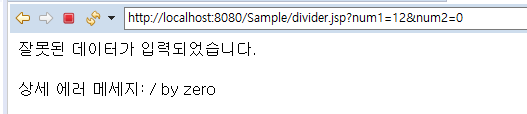 http://localhost:8080/Sample/divider.jsp?num1=12&num2=0
잘못된 데이터가 입력되었습니다.
상세 에러 메세지: / by zero